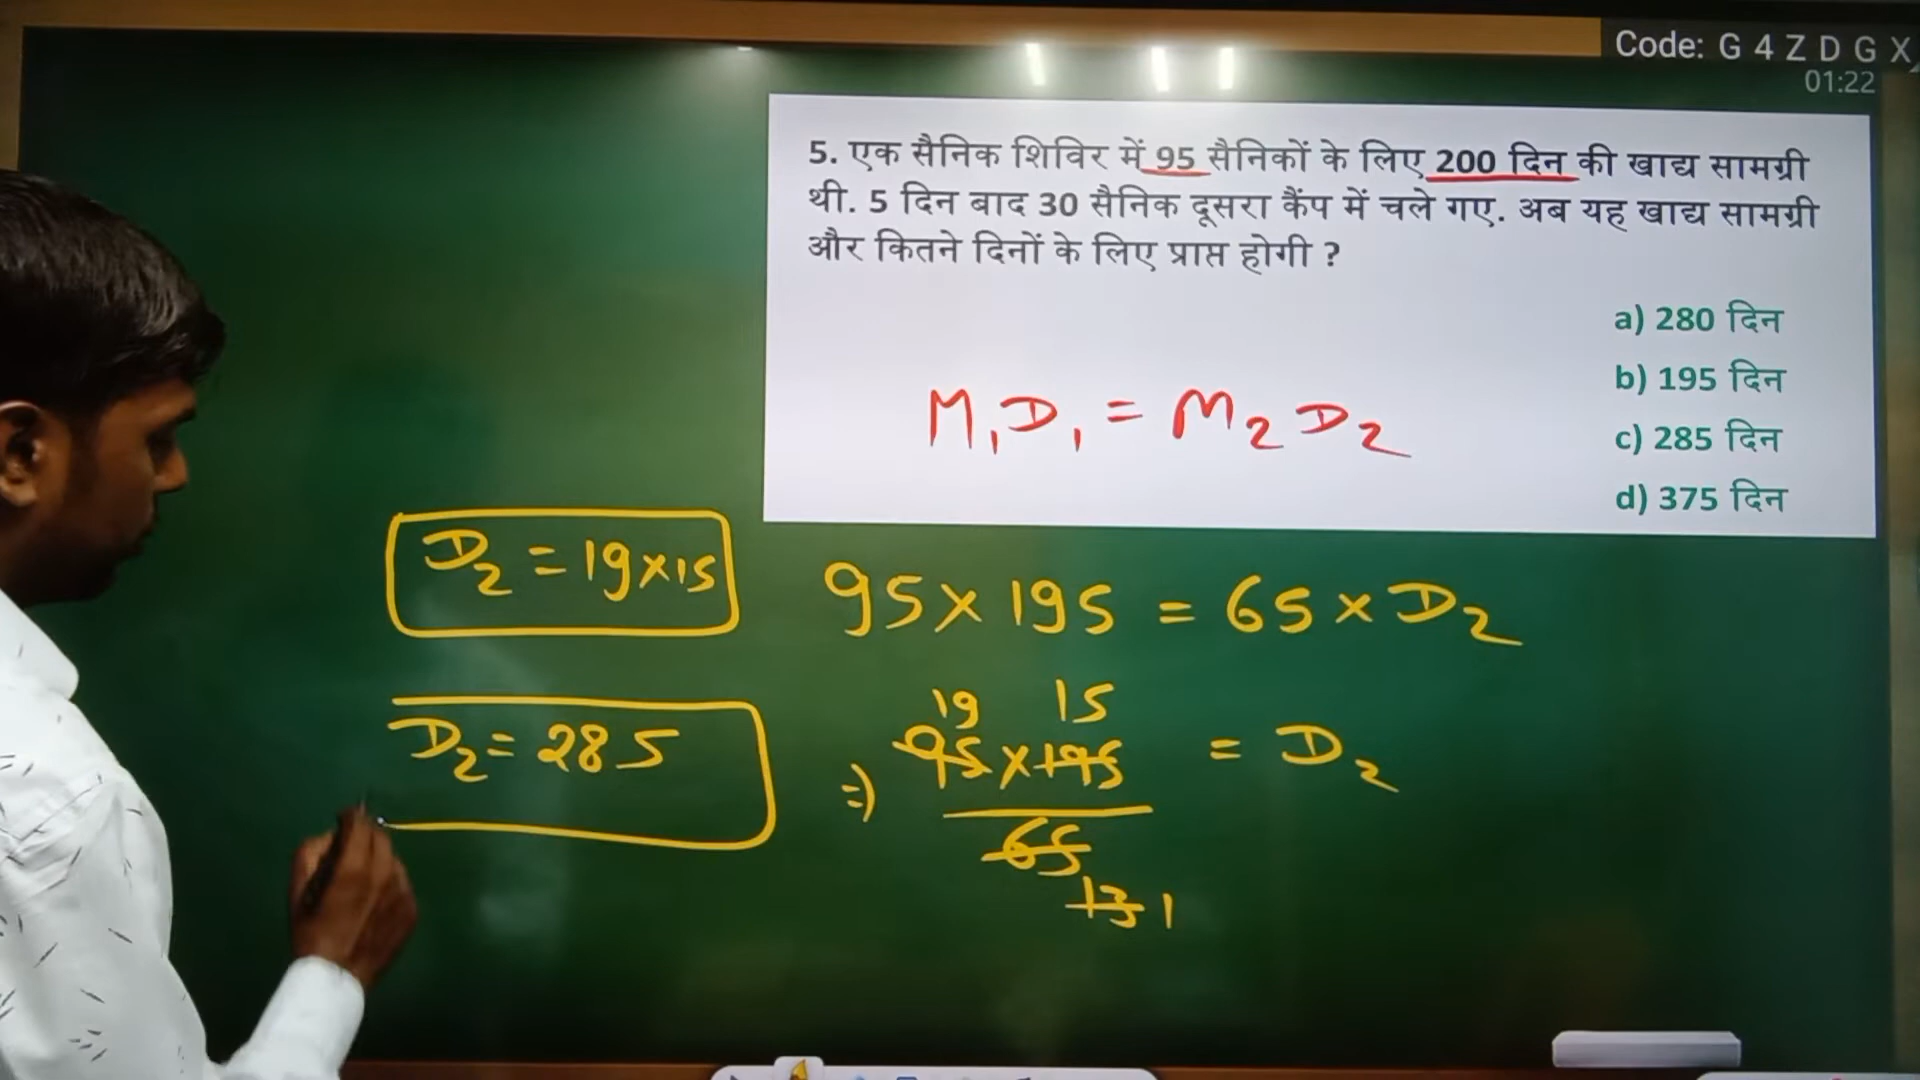 Code: G 4 Z D G X
01:22
5. एक सैनिक शिविर में 95 सैनिकों के लिए 200 दिन की खाद्य सामग्री
थी. 5 दिन बाद 30 सैनिक दूसरा कैंप में चले गए. अब यह खाद्य सामग्री
और कितने दिनों के लिए प्राप्त होगी ?
a) 280 दिन
b) 195 दिन
c) 285 दिन
d) 375 दिन
M₁D₁ = M₂D₂
95 × 195 = 65 × D₂
19 15
⇒ 95 × 195 = D₂
65
13 1
D₂ = 19×15
D₂ = 285